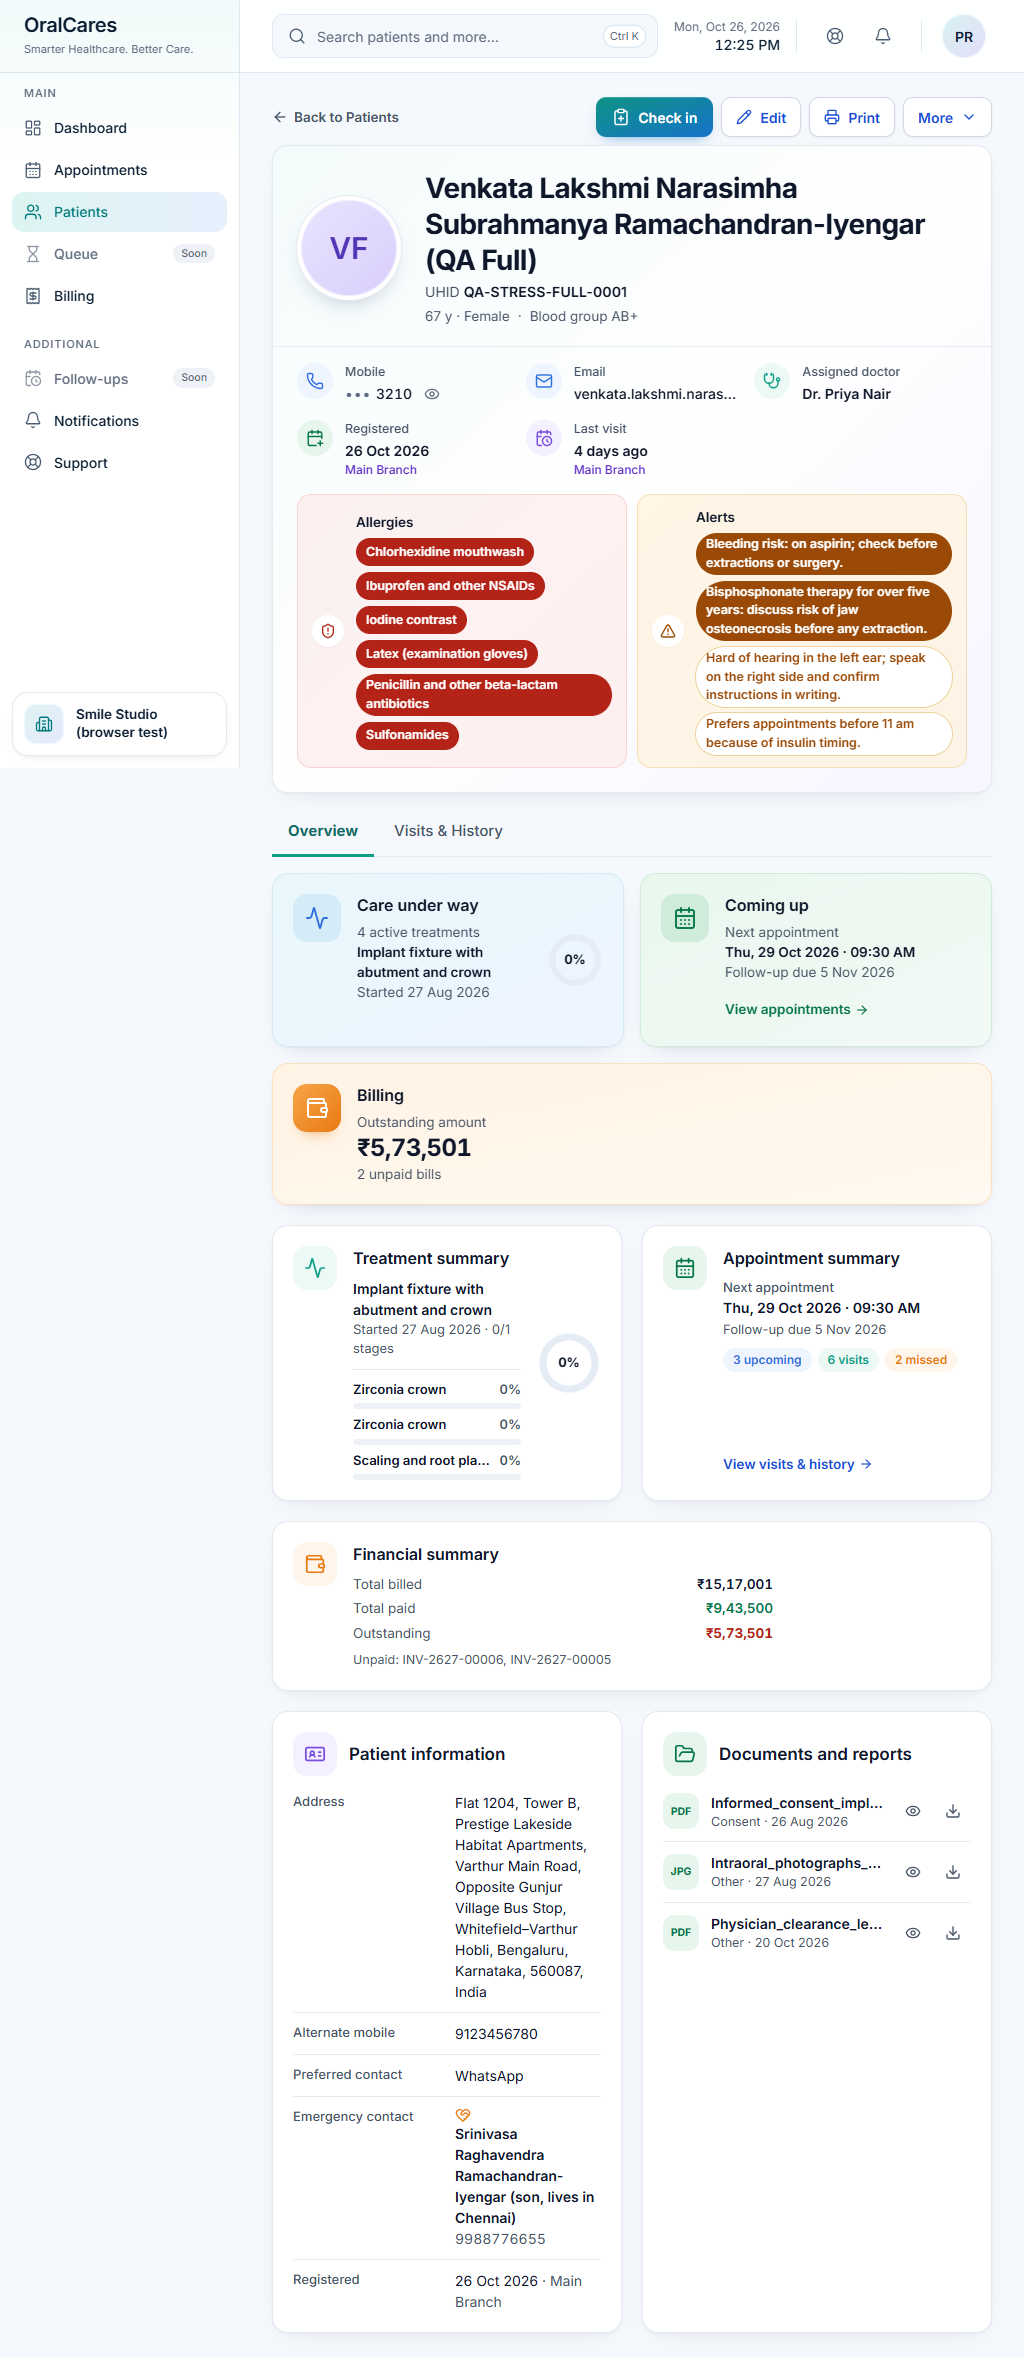 OralCares
Smarter Healthcare. Better Care.
Search patients and more...
Ctrl K
Mon, Oct 26, 2026
12:25 PM
PR
MAIN
Dashboard
Appointments
Patients
Queue
Soon
Billing
ADDITIONAL
Follow-ups
Soon
Notifications
Support
Smile Studio
(browser test)
Back to Patients
Check in
Edit
Print
More
VF
Venkata Lakshmi Narasimha
Subrahmanya Ramachandran-Iyengar
(QA Full)
UHID QA-STRESS-FULL-0001
67 y · Female · Blood group AB+
Mobile
••• 3210
Email
venkata.lakshmi.naras...
Assigned doctor
Dr. Priya Nair
Registered
26 Oct 2026
Main Branch
Last visit
4 days ago
Main Branch
Allergies
Chlorhexidine mouthwash
Ibuprofen and other NSAIDs
Iodine contrast
Latex (examination gloves)
Penicillin and other beta-lactam
antibiotics
Sulfonamides
Alerts
Bleeding risk: on aspirin; check before
extractions or surgery.
Bisphosphonate therapy for over five
years: discuss risk of jaw
osteonecrosis before any extraction.
Hard of hearing in the left ear; speak
on the right side and confirm
instructions in writing.
Prefers appointments before 11 am
because of insulin timing.
Overview
Visits & History
Care under way
4 active treatments
Implant fixture with
abutment and crown
Started 27 Aug 2026
0%
Coming up
Next appointment
Thu, 29 Oct 2026 · 09:30 AM
Follow-up due 5 Nov 2026
View appointments →
Billing
Outstanding amount
₹5,73,501
2 unpaid bills
Treatment summary
Implant fixture with
abutment and crown
Started 27 Aug 2026 · 0/1
stages
0%
Zirconia crown 0%
Zirconia crown 0%
Scaling and root pla... 0%
Appointment summary
Next appointment
Thu, 29 Oct 2026 · 09:30 AM
Follow-up due 5 Nov 2026
3 upcoming
6 visits
2 missed
View visits & history →
Financial summary
Total billed ₹15,17,001
Total paid ₹9,43,500
Outstanding ₹5,73,501
Unpaid: INV-2627-00006, INV-2627-00005
Patient information
Address
Flat 1204, Tower B,
Prestige Lakeside
Habitat Apartments,
Varthur Main Road,
Opposite Gunjur
Village Bus Stop,
Whitefield–Varthur
Hobli, Bengaluru,
Karnataka, 560087,
India
Alternate mobile
9123456780
Preferred contact
WhatsApp
Emergency contact
Srinivasa
Raghavendra
Ramachandran-
Iyengar (son, lives in
Chennai)
9988776655
Registered
26 Oct 2026 · Main
Branch
Documents and reports
PDF
Informed_consent_impl...
Consent · 26 Aug 2026
JPG
Intraoral_photographs_...
Other · 27 Aug 2026
PDF
Physician_clearance_le...
Other · 20 Oct 2026